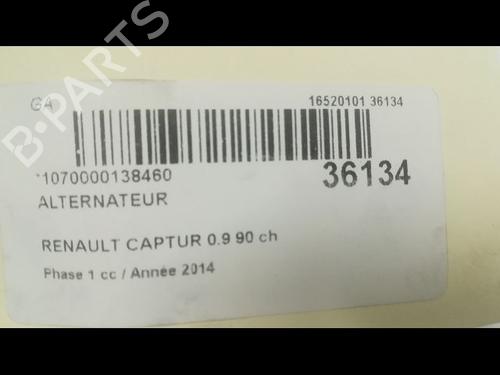 GA 16520101 36134
*1070000138460 36134
ALTERNATEUR
RENAULT CAPTUR 0.9 90 ch
Phase 1 cc / Année 2014
B-PARTS